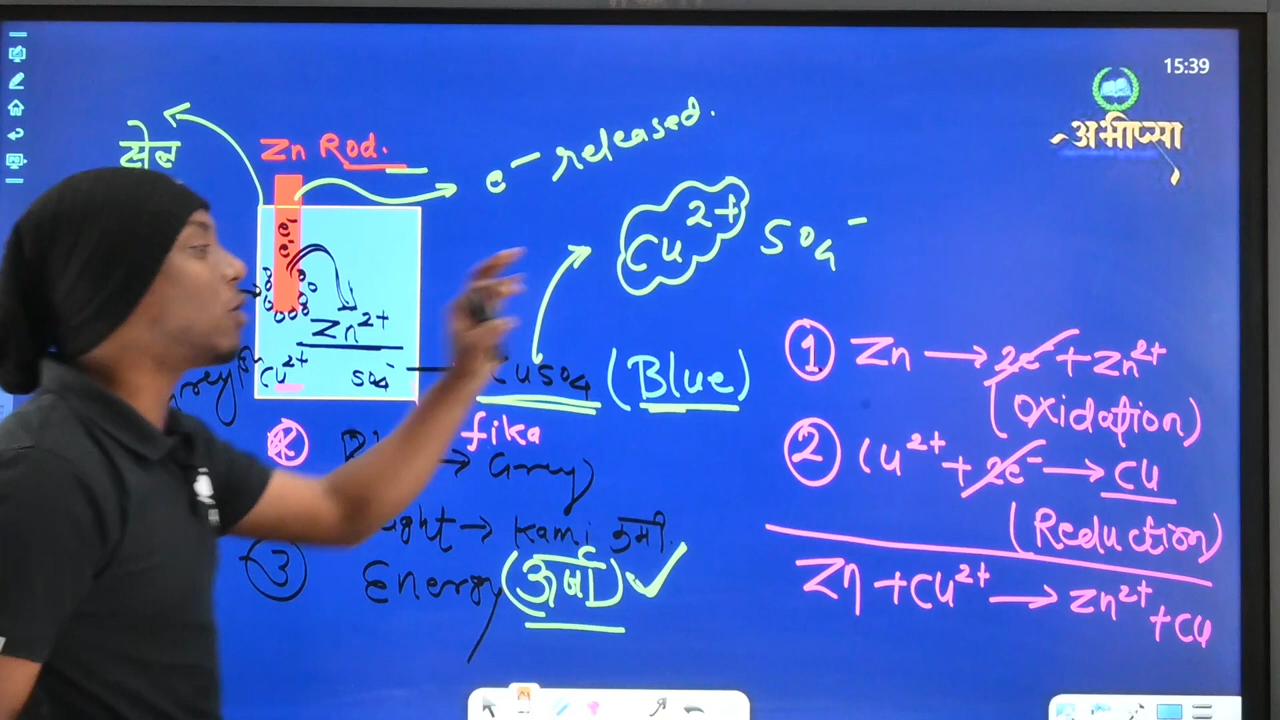 15:39
अभीप्सा
सेल
Zn Rod.
e⁻ released.
Cu²⁺ SO₄⁻
Zn²⁺
Cu²⁺ SO₄⁻
CuSO₄ (Blue)
fika
→ Grey
→ Kami कमी.
③ Energy (ऊर्जा) ✓
① Zn → 2e⁻ + Zn²⁺
(Oxidation)
② Cu²⁺ + 2e⁻ → Cu
(Reduction)
Zn + Cu²⁺ → Zn²⁺ + Cu